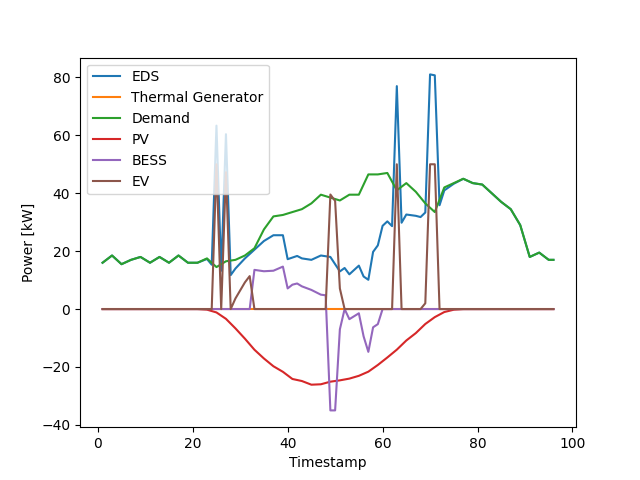 EDS
Thermal Generator
Demand
PV
BESS
EV
80
60
40
20
0
−20
−40
Power [kW]
0 20 40 60 80 100
Timestamp